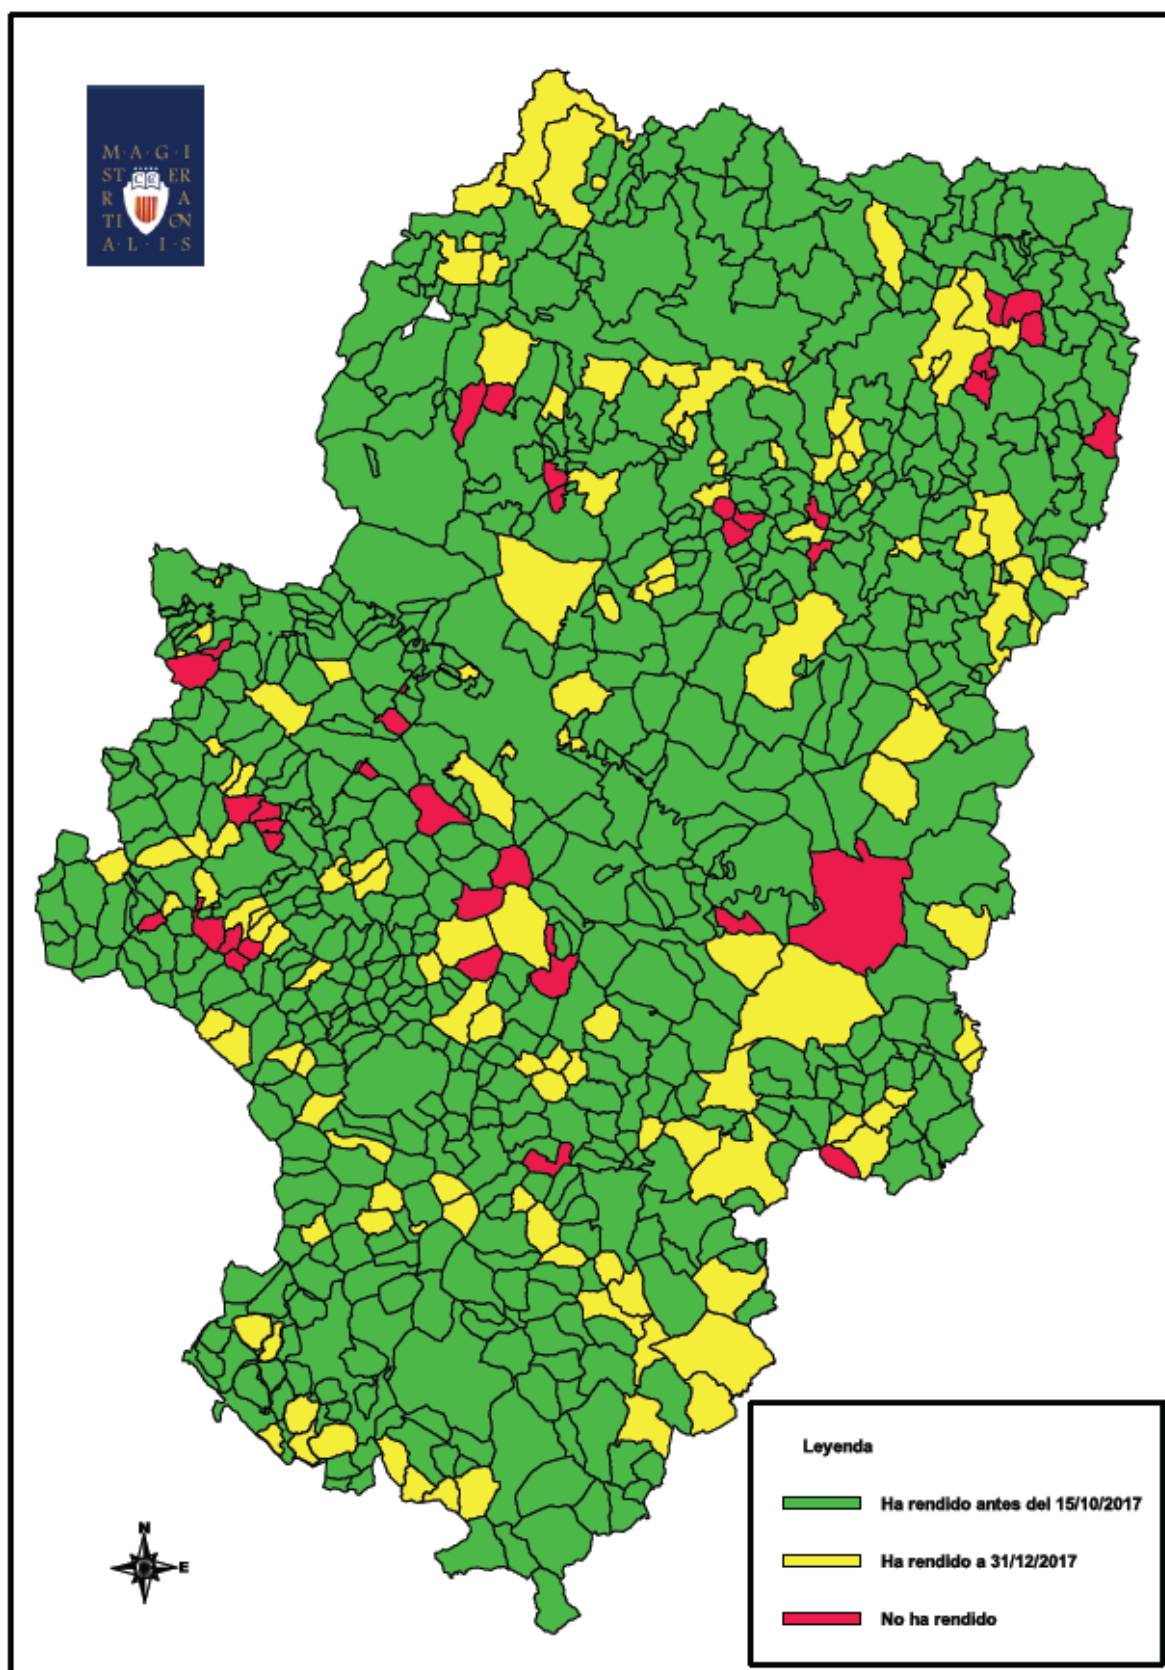 M·A·G·I
ST ER
R A
TI ON
A·L·I·S
N
E
Leyenda
Ha rendido antes del 15/10/2017
Ha rendido a 31/12/2017
No ha rendido